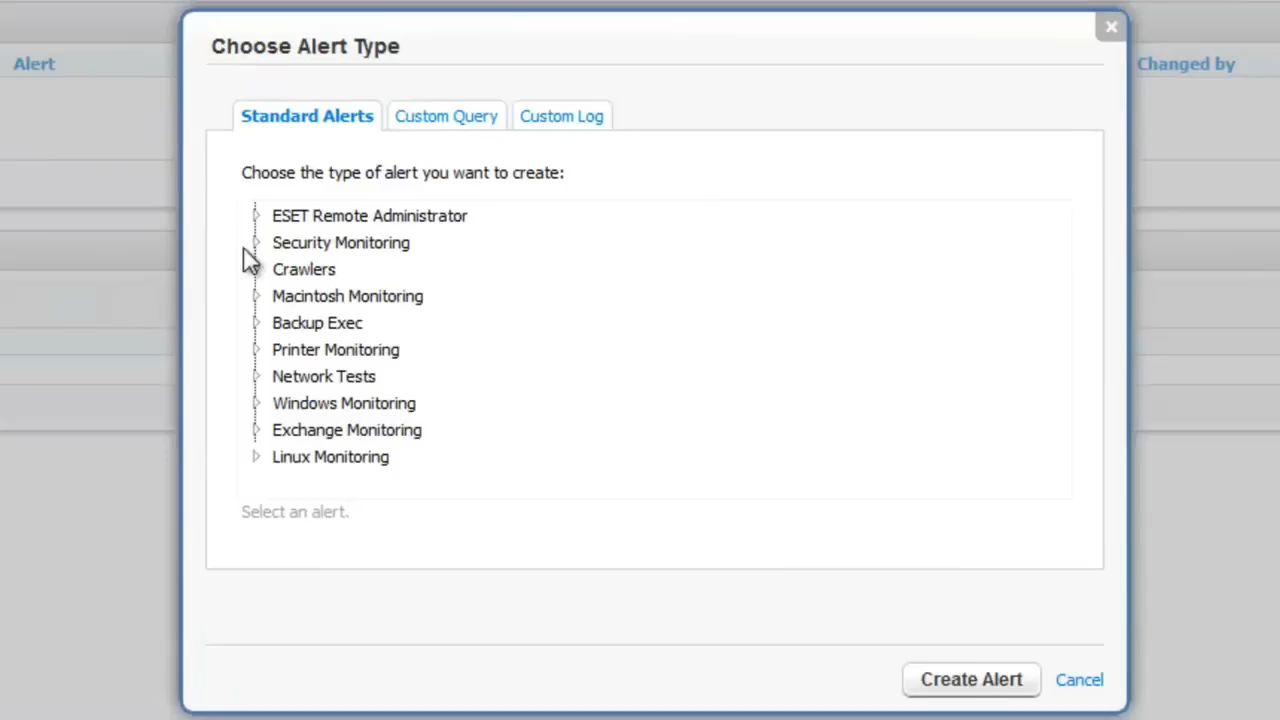 Choose Alert Type
Alert
Changed by
Standard Alerts
Custom Query
Custom Log
Choose the type of alert you want to create:
ESET Remote Administrator
Security Monitoring
Crawlers
Macintosh Monitoring
Backup Exec
Printer Monitoring
Network Tests
Windows Monitoring
Exchange Monitoring
Linux Monitoring
Select an alert.
Create Alert
Cancel